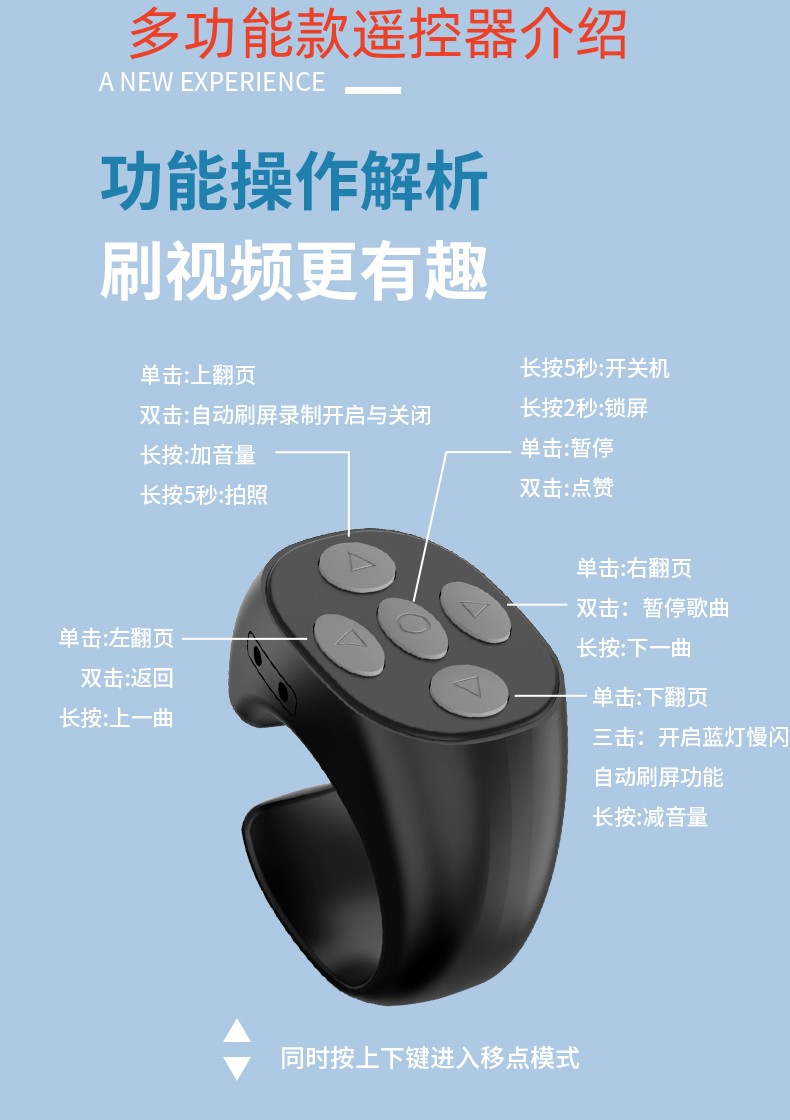 多功能款遥控器介绍
A NEW EXPERIENCE
功能操作解析
刷视频更有趣
单击:上翻页
双击:自动刷屏录制开启与关闭
长按:加音量
长按5秒:拍照
长按5秒:开关机
长按2秒:锁屏
单击:暂停
双击:点赞
单击:右翻页
双击：暂停歌曲
长按:下一曲
单击:左翻页
双击:返回
长按:上一曲
单击:下翻页
三击：开启蓝灯慢闪
自动刷屏功能
长按:减音量
同时按上下键进入移点模式